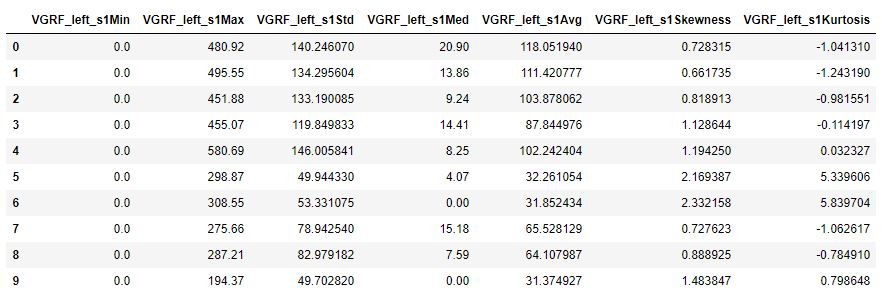 VGRF_left_s1Min VGRF_left_s1Max VGRF_left_s1Std VGRF_left_s1Med VGRF_left_s1Avg VGRF_left_s1Skewness VGRF_left_s1Kurtosis
0 0.0 480.92 140.246070 20.90 118.051940 0.728315 -1.041310
1 0.0 495.55 134.295604 13.86 111.420777 0.661735 -1.243190
2 0.0 451.88 133.190085 9.24 103.878062 0.818913 -0.981551
3 0.0 455.07 119.849833 14.41 87.844976 1.128644 -0.114197
4 0.0 580.69 146.005841 8.25 102.242404 1.194250 0.032327
5 0.0 298.87 49.944330 4.07 32.261054 2.169387 5.339606
6 0.0 308.55 53.331075 0.00 31.852434 2.332158 5.839704
7 0.0 275.66 78.942540 15.18 65.528129 0.727623 -1.062617
8 0.0 287.21 82.979182 7.59 64.107987 0.888925 -0.784910
9 0.0 194.37 49.702820 0.00 31.374927 1.483847 0.798648